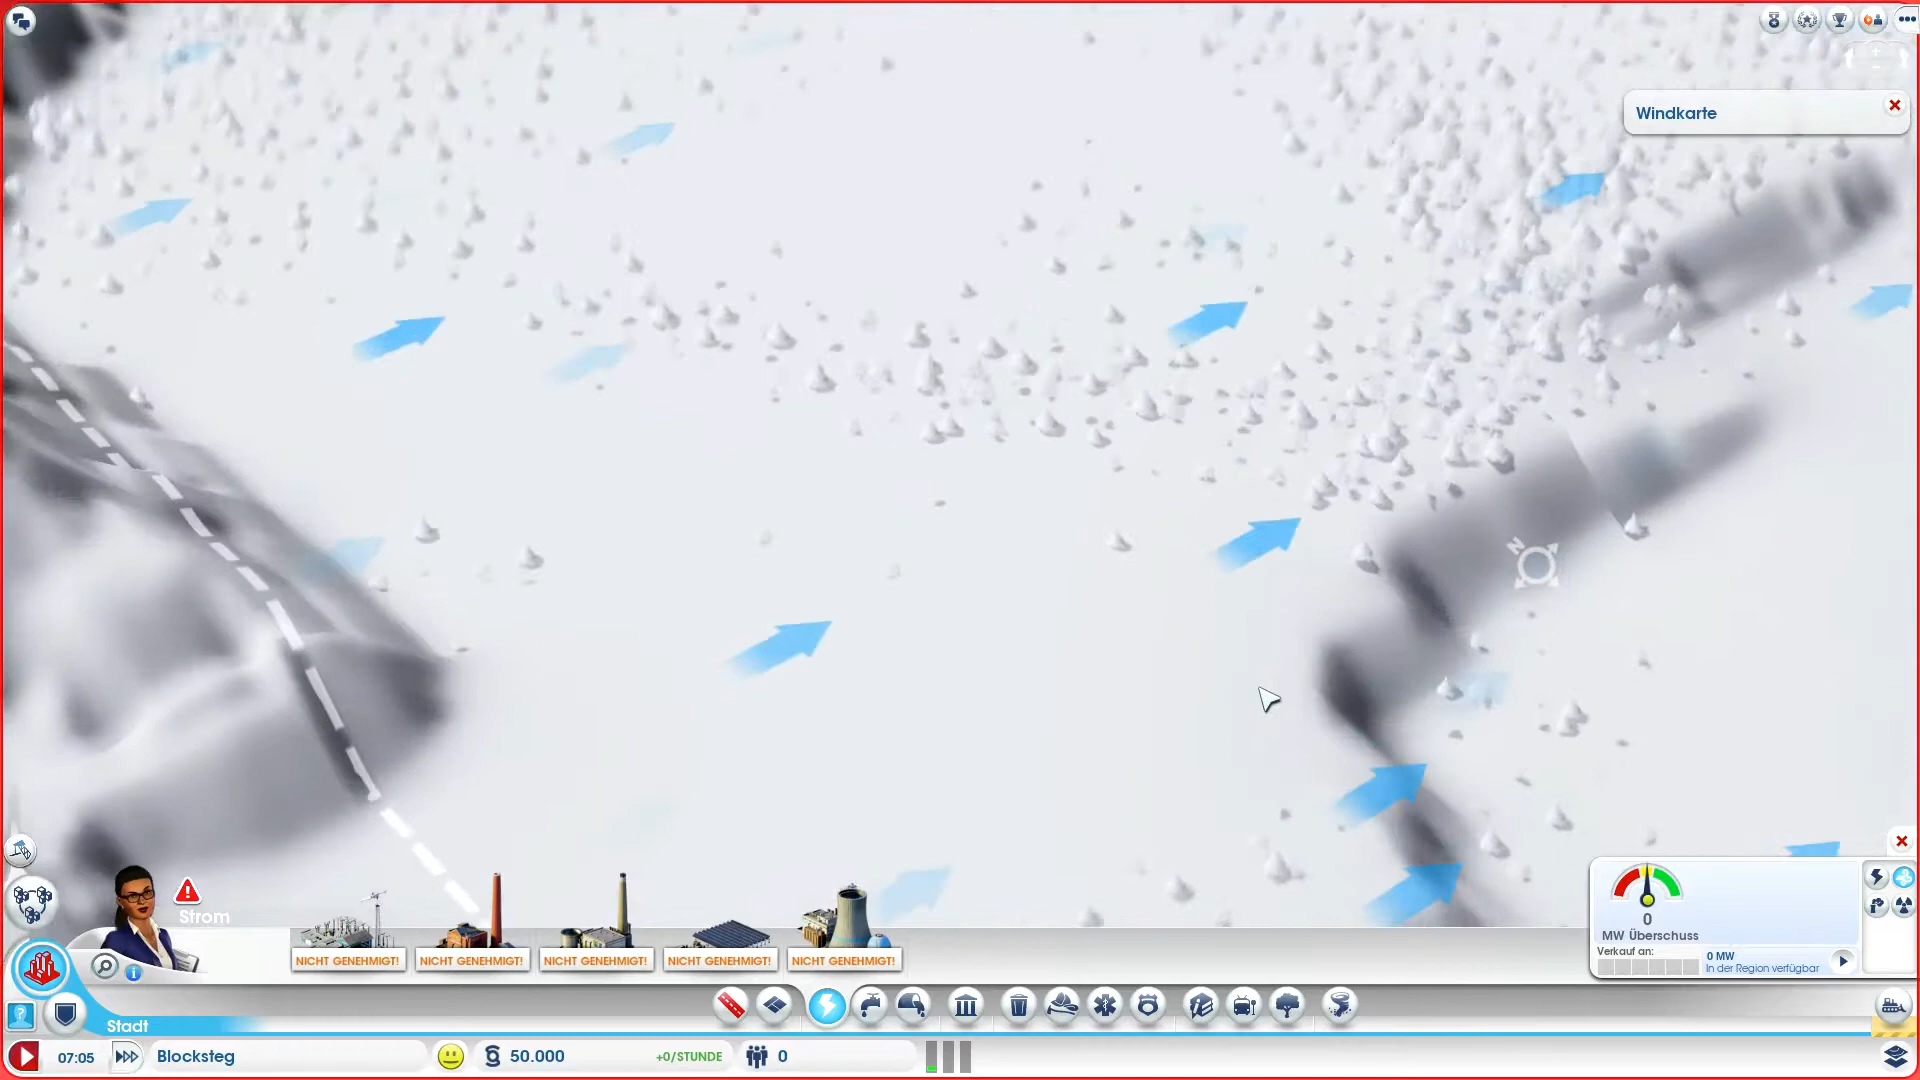 Windkarte
N
Strom
NICHT GENEHMIGT!
NICHT GENEHMIGT!
NICHT GENEHMIGT!
NICHT GENEHMIGT!
NICHT GENEHMIGT!
0
MW Überschuss
Verkauf an:
0 MW
In der Region verfügbar
Stadt
07:05
Blocksteg
50.000
+0/STUNDE
0